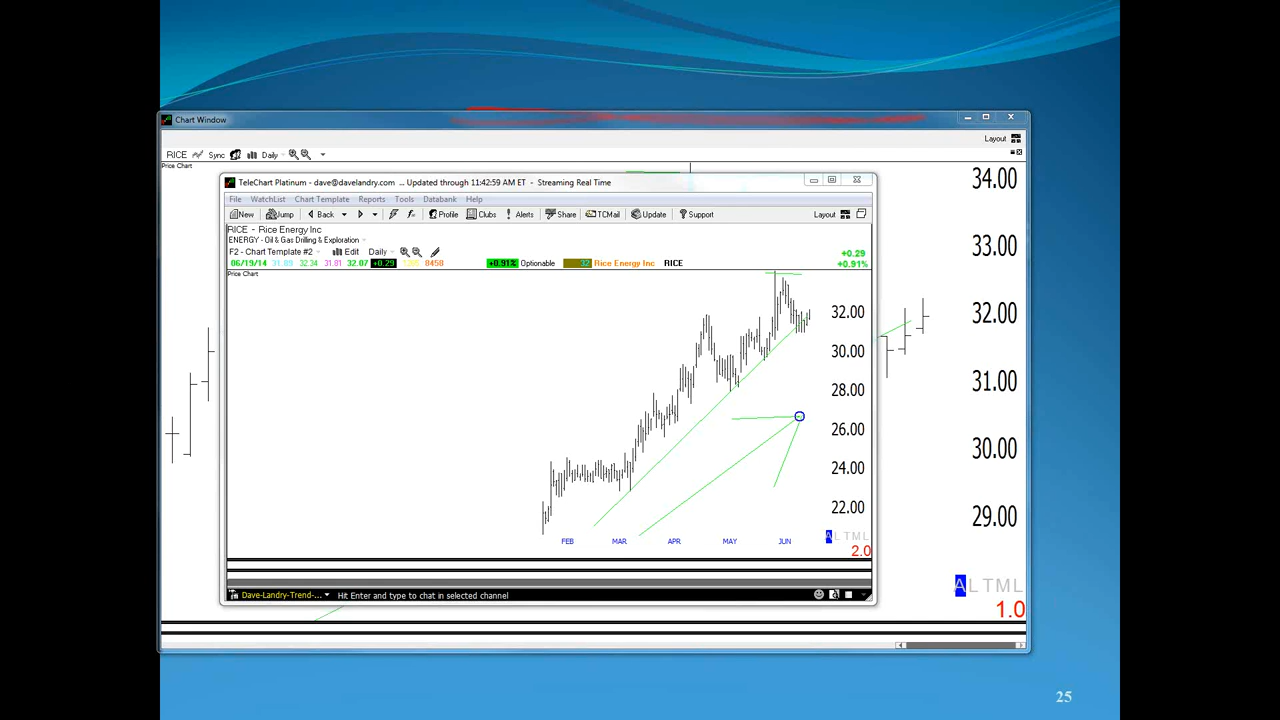 Chart Window
Layout
RICE Sync Daily
Price Chart
34.00
33.00
32.00
31.00
30.00
29.00
A L T M L
1.0
TeleChart Platinum - dave@davelandry.com ... Updated through 11:42:59 AM ET - Streaming Real Time
File WatchList Chart Template Reports Tools Databank Help
New Jump Back Profile Clubs Alerts Share TCMail Update Support Layout
RICE - Rice Energy Inc
ENERGY - Oil & Gas Drilling & Exploration
F2 - Chart Template #2 Edit Daily
+0.29
06/19/14 32.34 31.81 32.07 +0.29 0458 +0.91% Optionable 32 Rice Energy Inc RICE +0.91%
Price Chart
32.00
30.00
28.00
26.00
24.00
22.00
FEB MAR APR MAY JUN
A L T M L
2.0
Dave-Landry-Trend-... Hit Enter and type to chat in selected channel
25